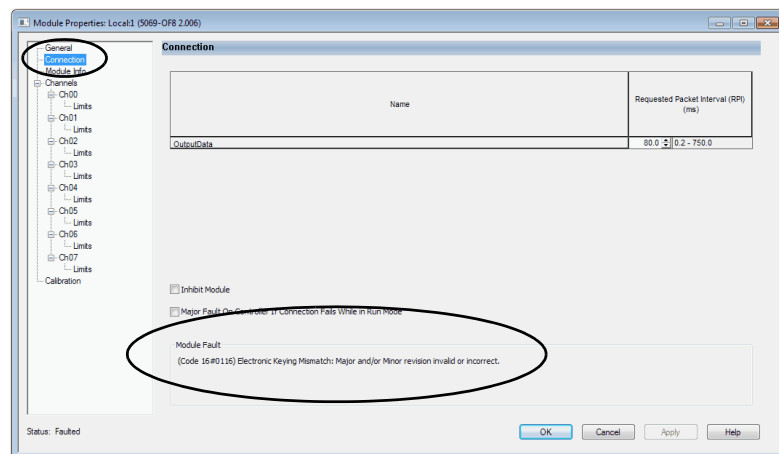 Module Properties: Local:1 (5069-OF8 2.006)
General
Connection
Module Info
Channels
Ch00
Limits
Ch01
Limits
Ch02
Limits
Ch03
Limits
Ch04
Limits
Ch05
Limits
Ch06
Limits
Ch07
Limits
Calibration
Connection
Name
Requested Packet Interval (RPI)
(ms)
OutputData 80.0 0.2 - 750.0
Inhibit Module
Major Fault On Controller If Connection Fails While in Run Mode
Module Fault
(Code 16#0116) Electronic Keying Mismatch: Major and/or Minor revision invalid or incorrect.
Status: Faulted
OK Cancel Apply Help